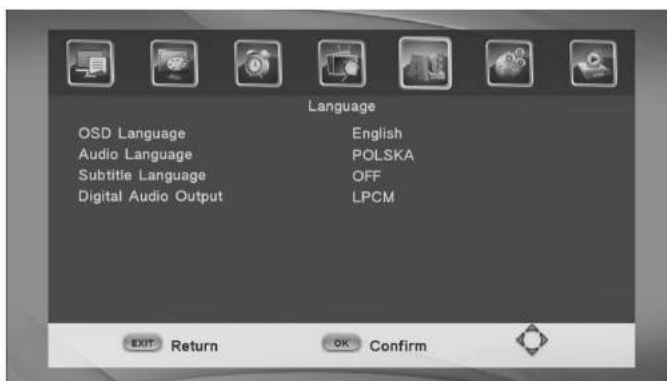 Language
OSD Language English
Audio Language POLSKA
Subtitle Language OFF
Digital Audio Output LPCM
EXIT Return OK Confirm